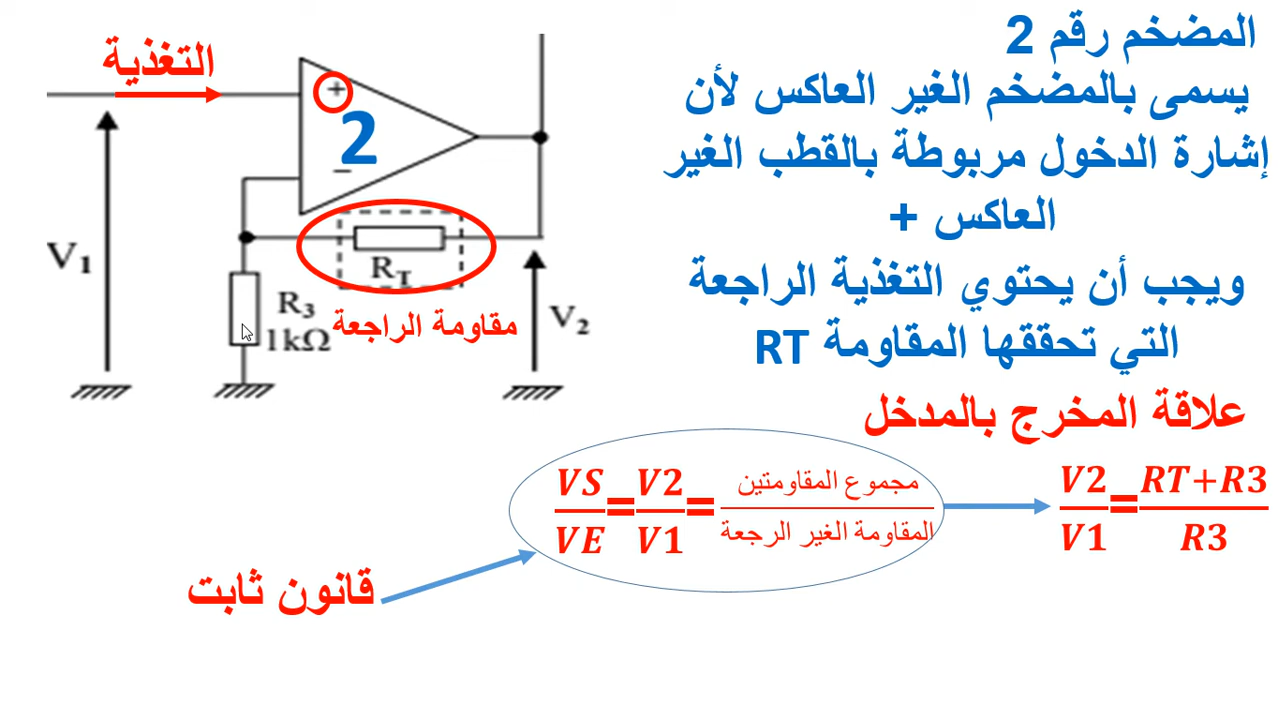 المضخم رقم 2
يسمى بالمضخم الغير العاكس لأن
إشارة الدخول مربوطة بالقطب الغير
العاكس +
ويجب أن يحتوي التغذية الراجعة
التي تحققها المقاومة RT
التغذية
+
2
−
V1
RT
R3
1kΩ
مقاومة الراجعة
V2
علاقة المخرج بالمدخل
VS/VE=V2/V1=مجموع المقاومتين/المقاومة الغير الرجعة
V2/V1=RT+R3/R3
قانون ثابت